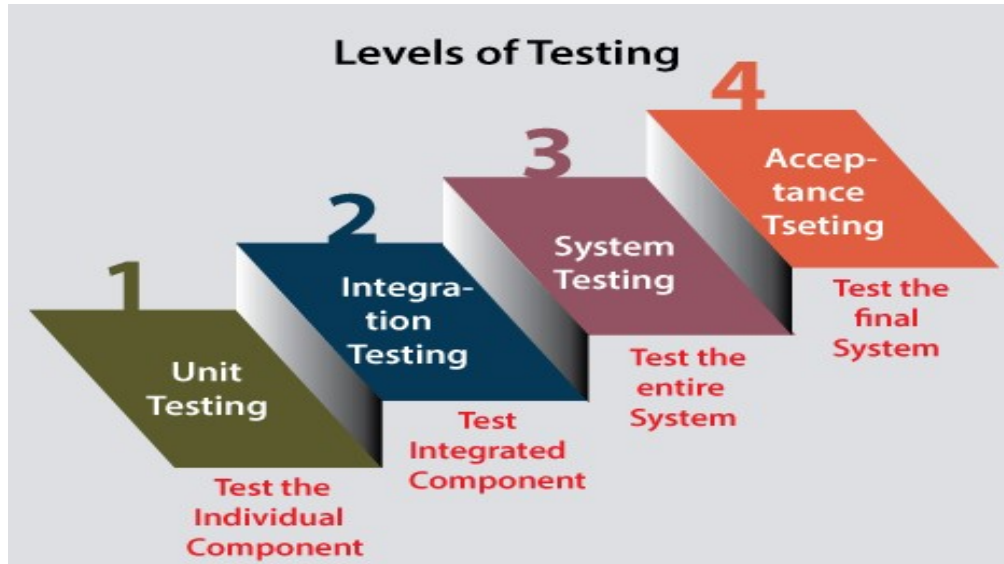 Levels of Testing
1
Unit
Testing
Test the
Individual
Component
2
Integra-
tion
Testing
Test
Integrated
Component
3
System
Testing
Test the
entire
System
4
Accep-
tance
Tseting
Test the
final
System